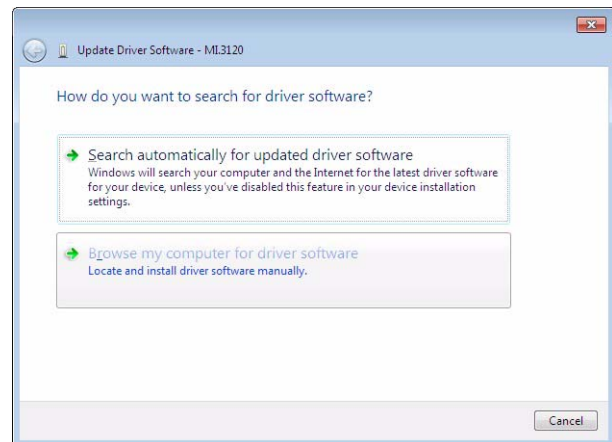 Update Driver Software - MI.3120
How do you want to search for driver software?
Search automatically for updated driver software
Windows will search your computer and the Internet for the latest driver software
for your device, unless you've disabled this feature in your device installation
settings.
Browse my computer for driver software
Locate and install driver software manually.
Cancel